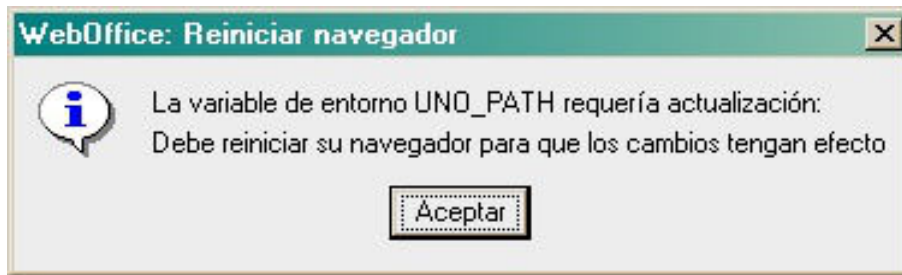 WebOffice: Reiniciar navegador
La variable de entorno UNO_PATH requería actualización:
Debe reiniciar su navegador para que los cambios tengan efecto
Aceptar